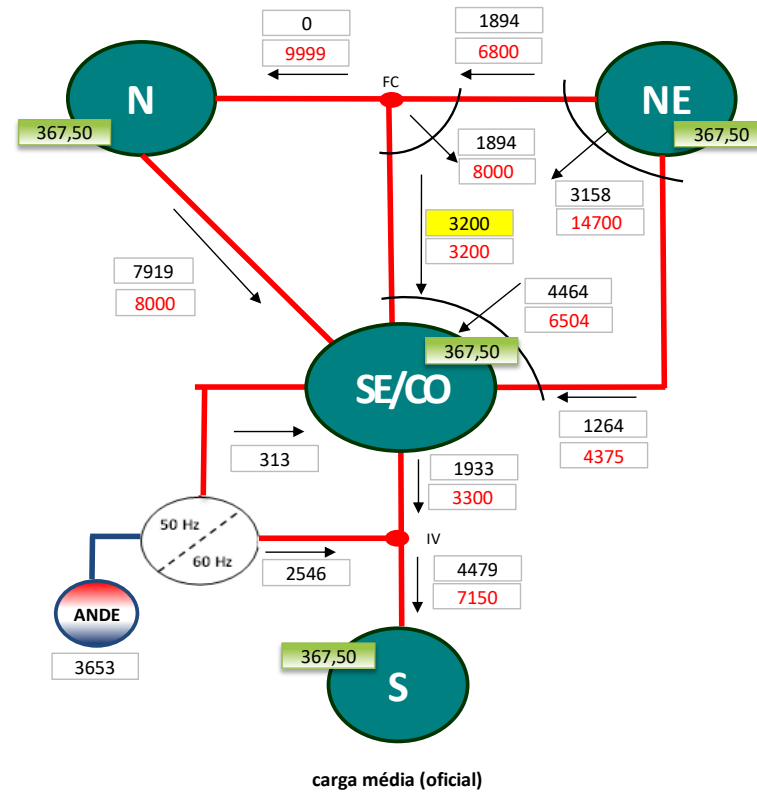 0
9999
1894
6800
FC
N
NE
367,50
367,50
1894
8000
3158
14700
3200
3200
7919
8000
4464
6504
367,50
SE/CO
1264
4375
313
1933
3300
50 Hz
60 Hz
IV
2546
4479
7150
ANDE
3653
367,50
S
carga média (oficial)